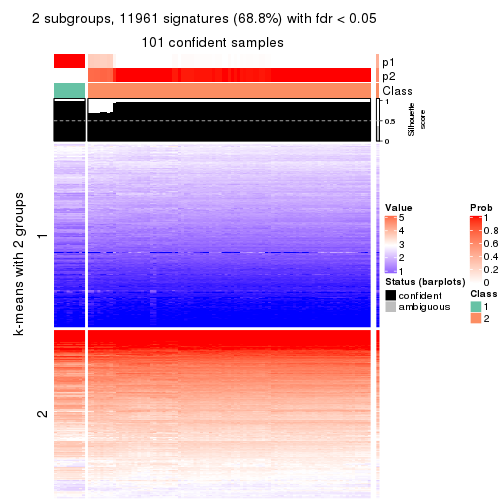 2 subgroups, 11961 signatures (68.8%) with fdr < 0.05
101 confident samples
p1
p2
Class
1
0.5
0
Silhouette
score
k-means with 2 groups
1
2
Value
5
4
3
2
1
Status (barplots)
confident
ambiguous
Prob
1
0.8
0.6
0.4
0.2
0
Class
1
2